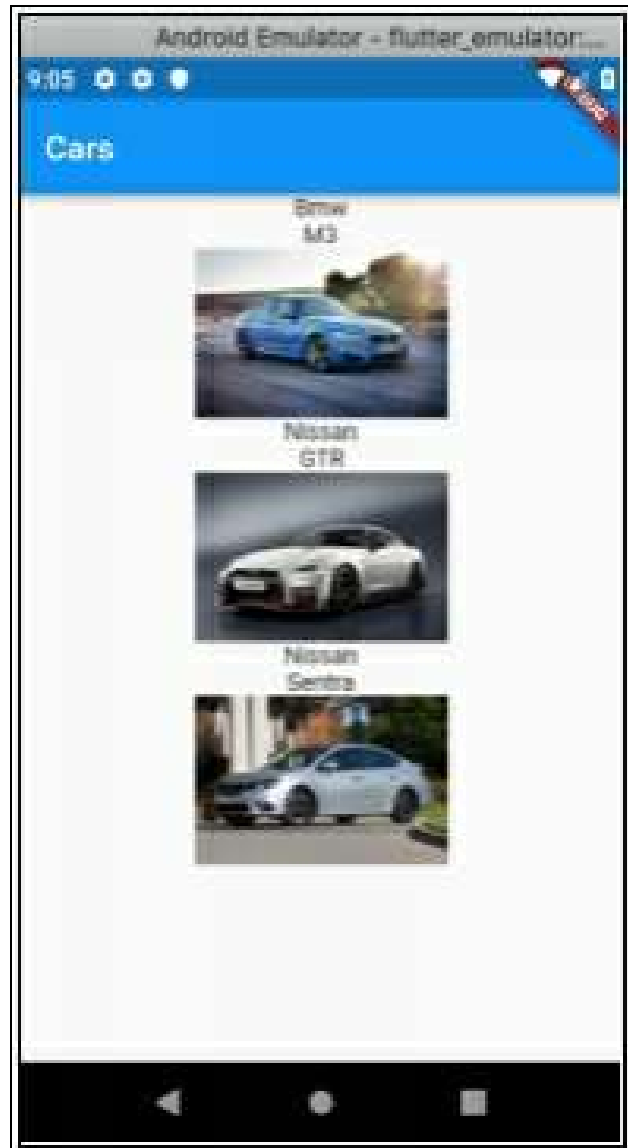 Android Emulator - flutter_emulator:...
9:05
Cars
Bmw
M3
Nissan
GTR
Nissan
Sentra